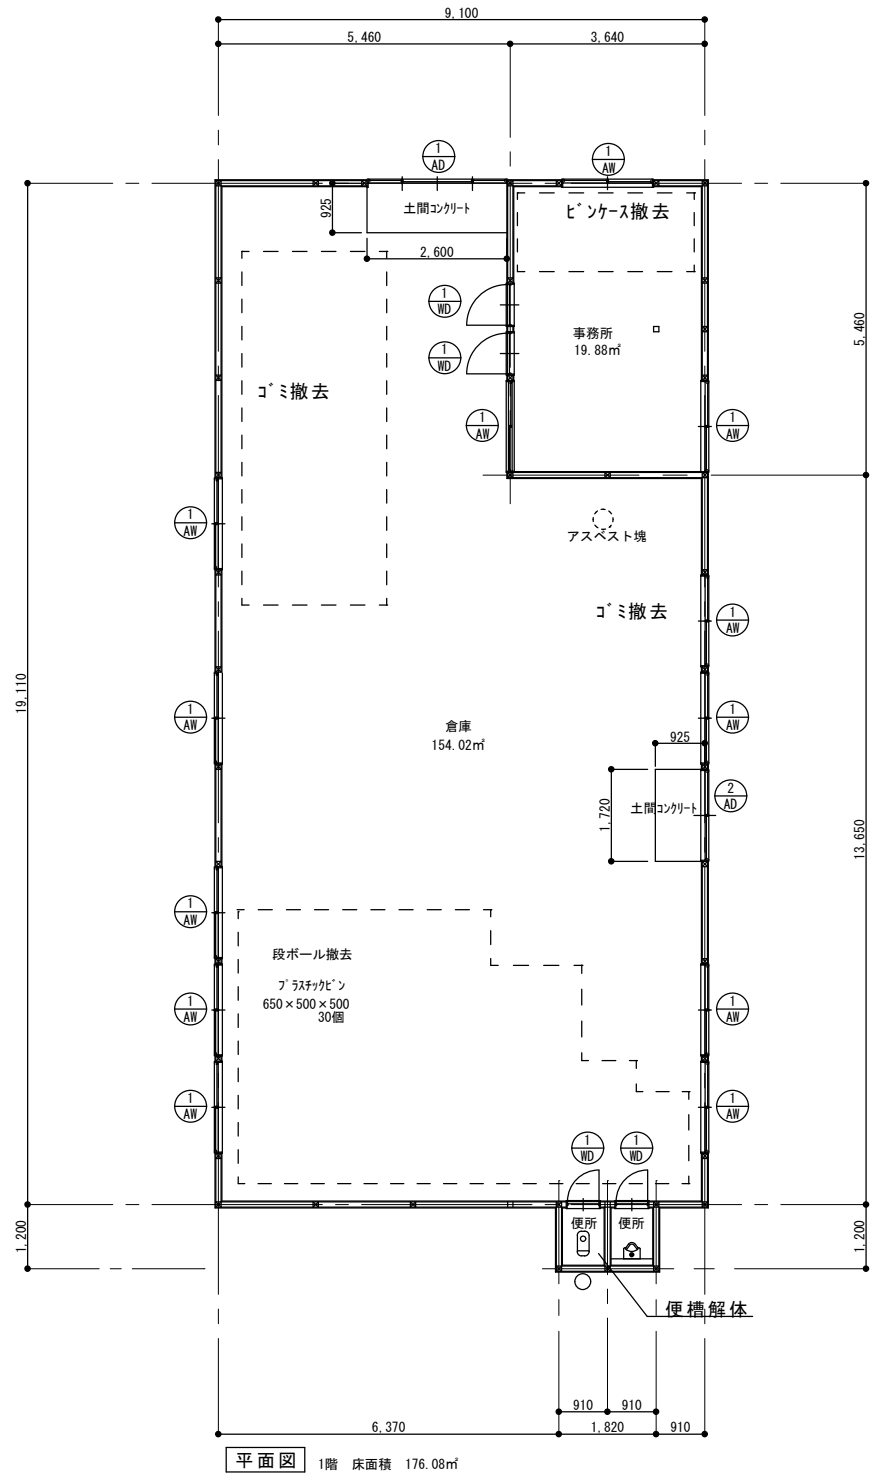 9,100
5,460
3,640
1
AD
1
AW
925
土間ｺﾝｸﾘｰﾄ
ﾋﾞﾝｹｰｽ撤去
2,600
1
WD
事務所
19.88㎡
5,460
1
WD
ｺﾞﾐ撤去
1
AW
1
AW
1
AW
アスベスト塊
ｺﾞﾐ撤去
1
AW
19,110
1
AW
1
AW
倉庫
154.02㎡
925
2
AD
1,720
土間ｺﾝｸﾘｰﾄ
13,650
1
AW
段ボール撤去
ﾌﾟﾗｽﾁｯｸﾋﾞﾝ
650×500×500
30個
1
AW
1
AW
1
AW
1
AW
1
WD
1
WD
1,200
便所
便所
1,200
便槽解体
910
910
6,370
1,820
910
平面図
1階 床面積 176.08㎡